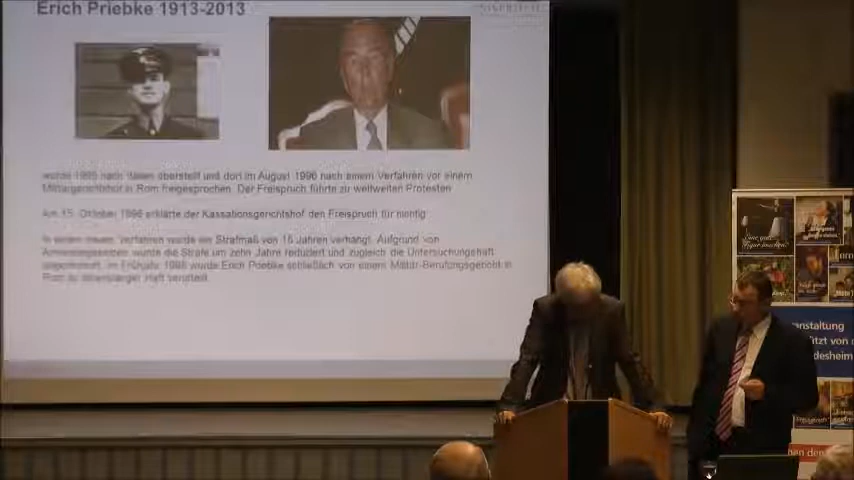 Erich Priebke 1913-2013
wurde 1995 nach Italien überstellt und dort im August 1996 nach einem Verfahren vor einem
Militärgerichtshof in Rom freigesprochen. Der Freispruch führte zu weltweiten Protesten
Am 15. Oktober 1996 erklärte der Kassationsgerichtshof den Freispruch für nichtig
In einem neuen Verfahren wurde ein Strafmaß von 15 Jahren verhängt. Aufgrund von
wurde die Strafe um zehn Jahre reduziert und zugleich die Untersuchungshaft
im Frühjahr 1998 wurde Erich Priebke schließlich von einem Militär-Berufungsgericht in
Rom zu lebenslanger Haft verurteilt.
anstaltung
tzt von
desheim